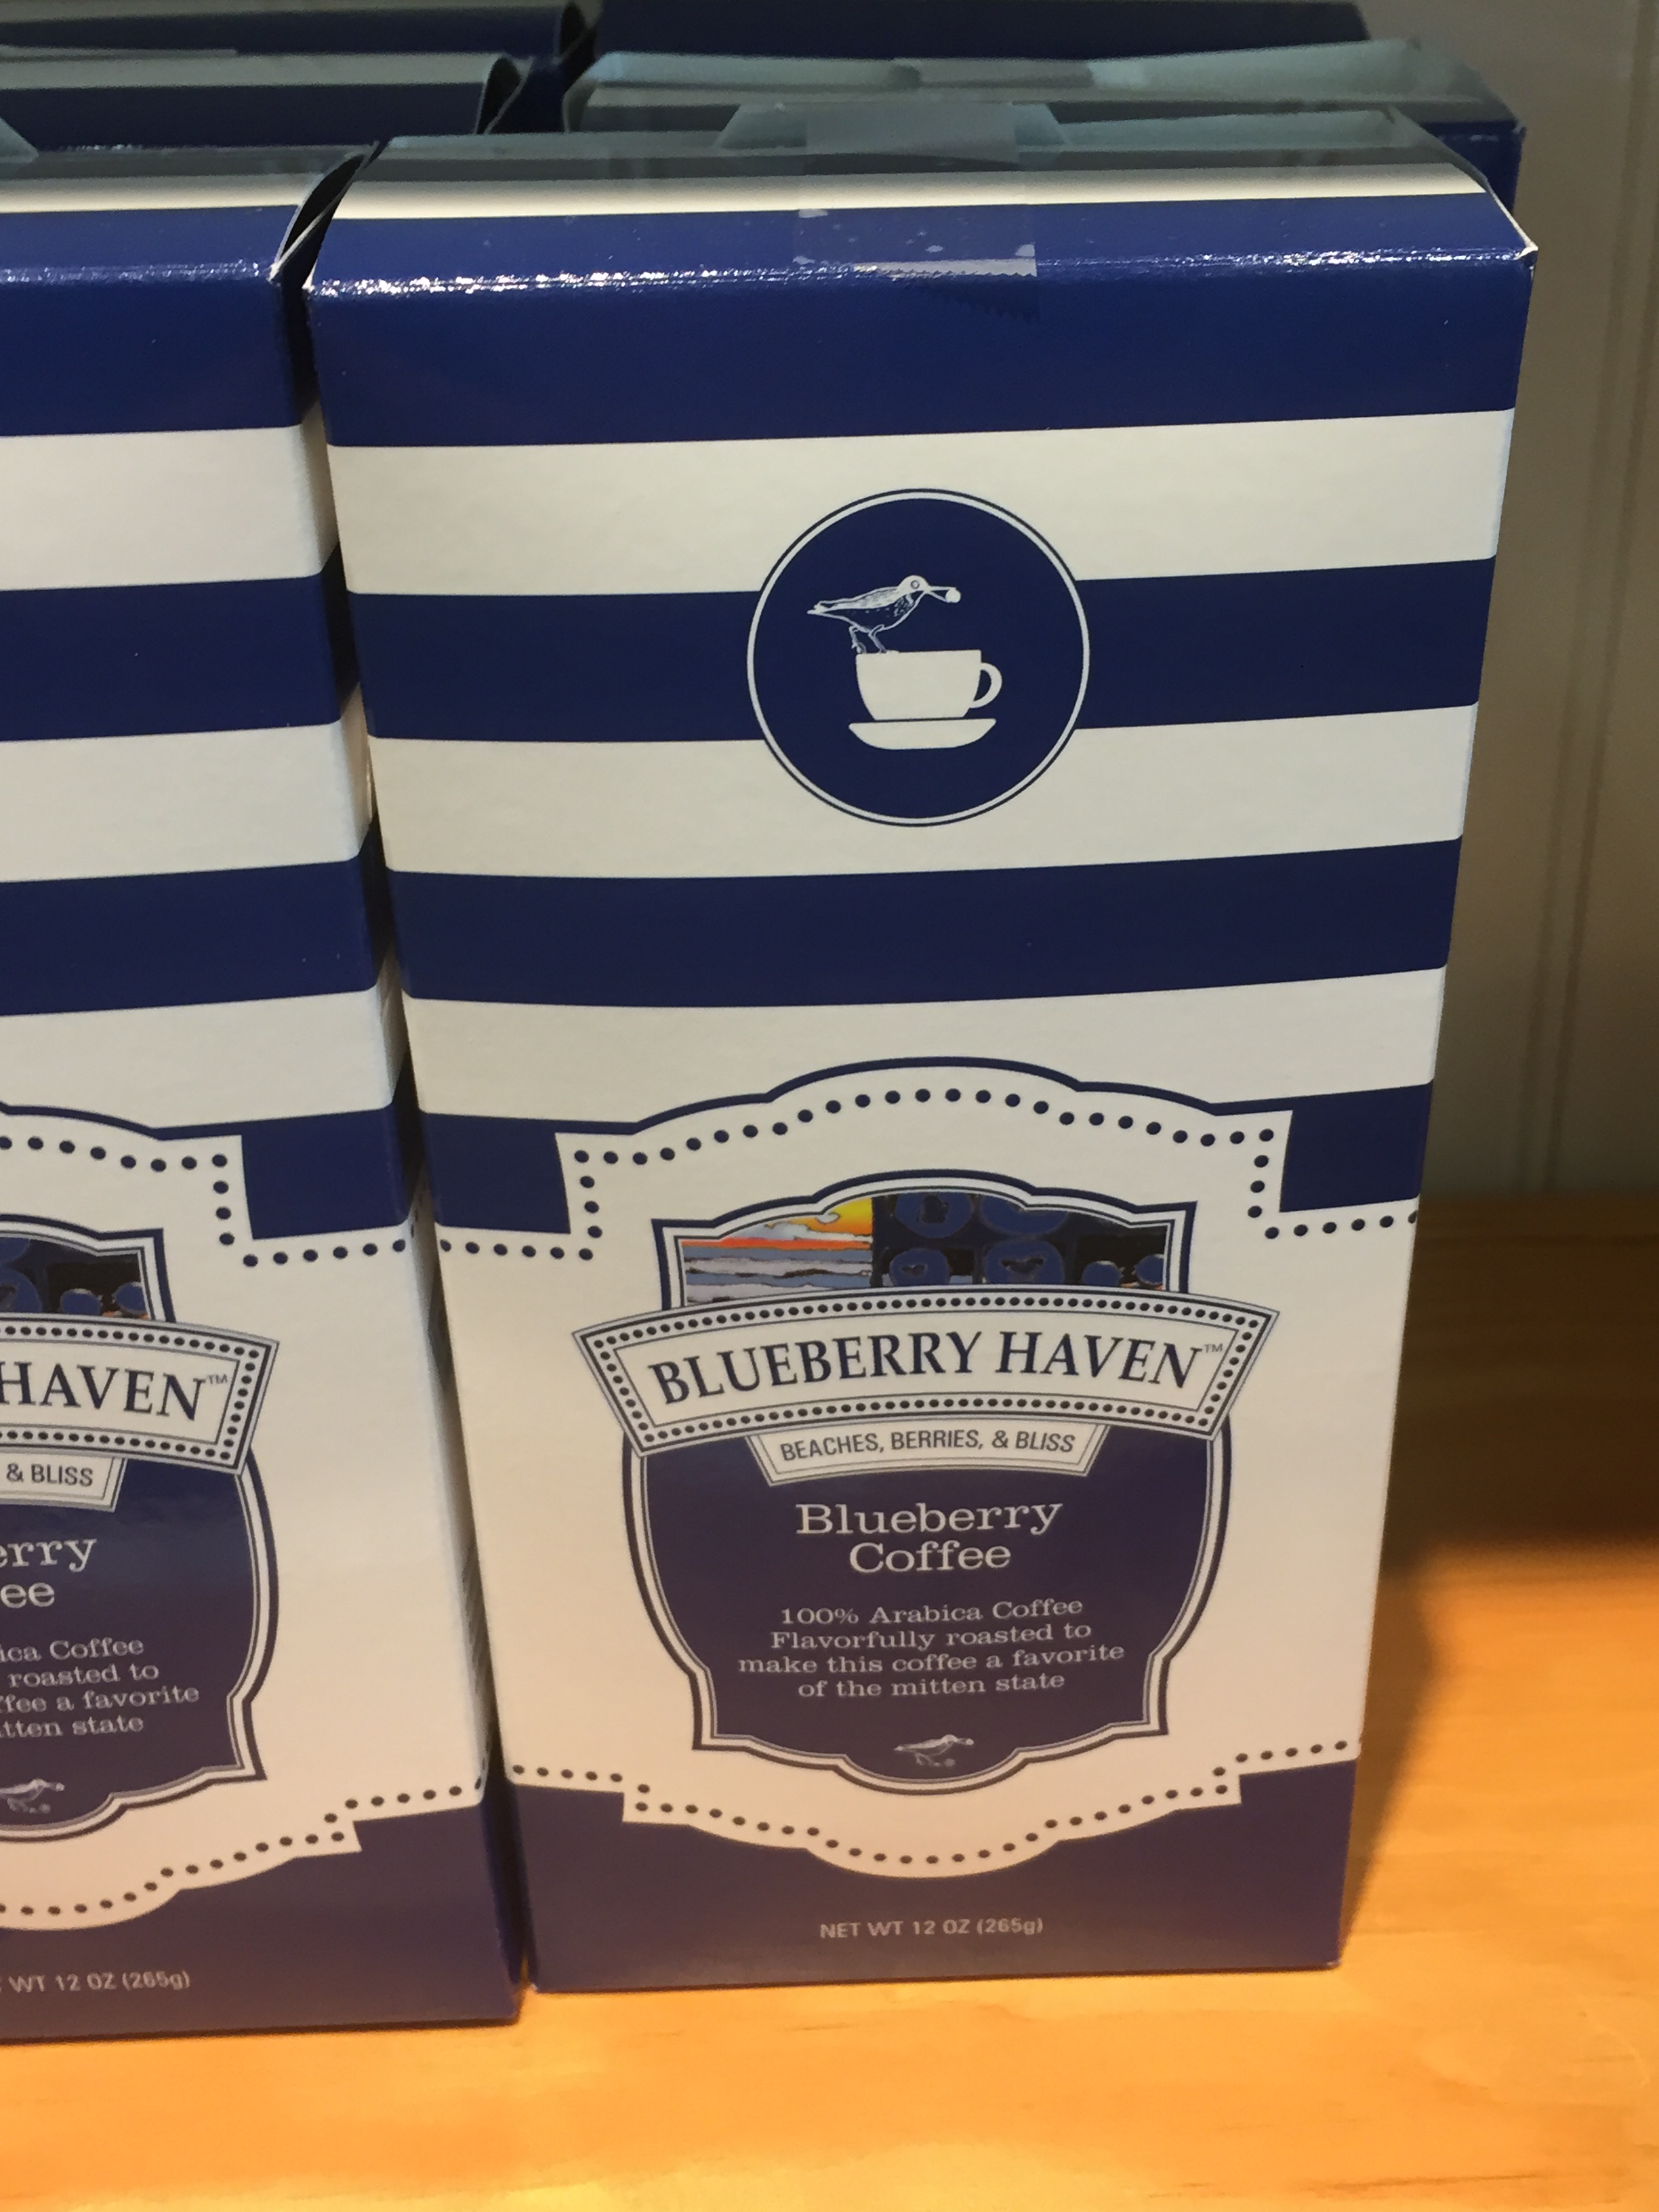 BLUEBERRY HAVEN™
BEACHES, BERRIES, & BLISS
Blueberry
Coffee
100% Arabica Coffee
Flavorfully roasted to
make this coffee a favorite
of the mitten state
NET WT 12 OZ (265g)
HAVEN™
& BLISS
erry
ee
ica Coffee
roasted to
ffee a favorite
itten state
WT 12 OZ (265g)